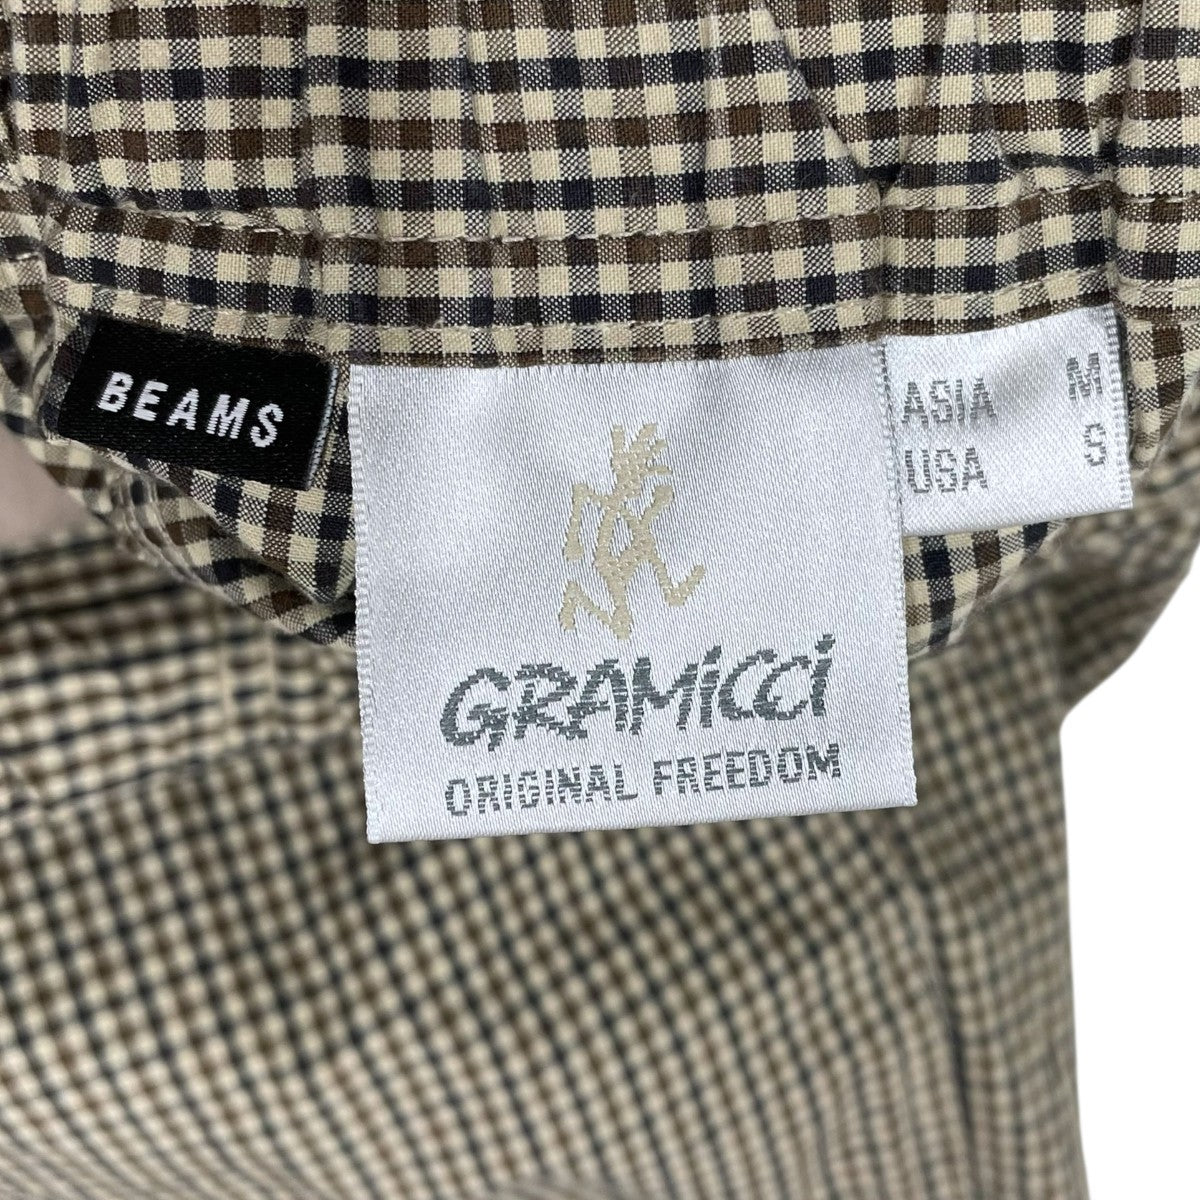 BEAMS
GRAMiCCi
ORIGINAL FREEDOM
ASIA M
USA S